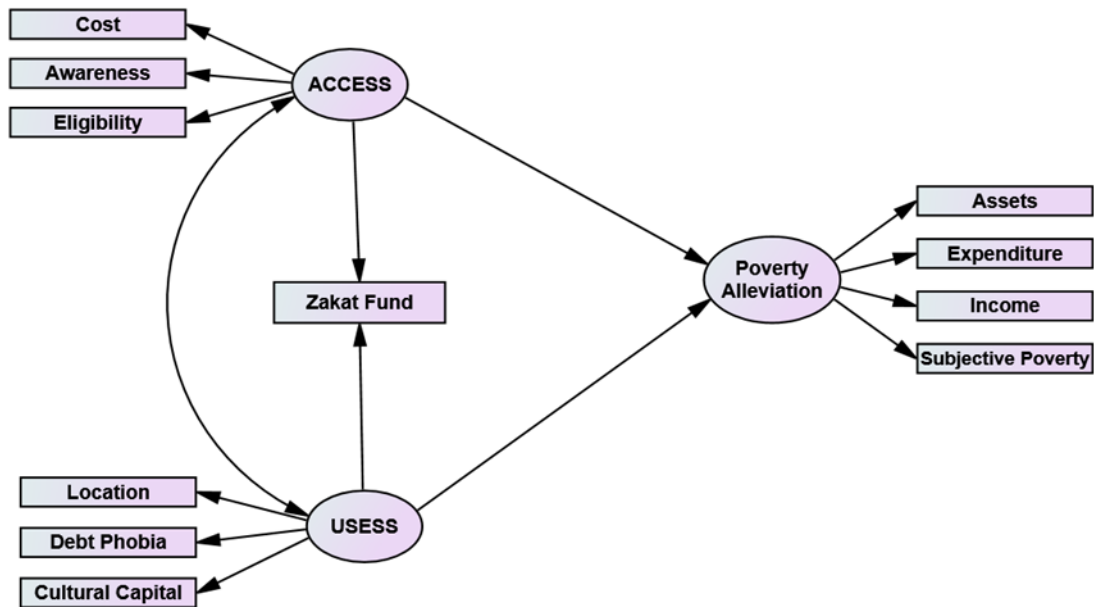 Cost
Awareness
Eligibility
ACCESS
Zakat Fund
Poverty
Alleviation
Assets
Expenditure
Income
Subjective Poverty
Location
Debt Phobia
Cultural Capital
USESS